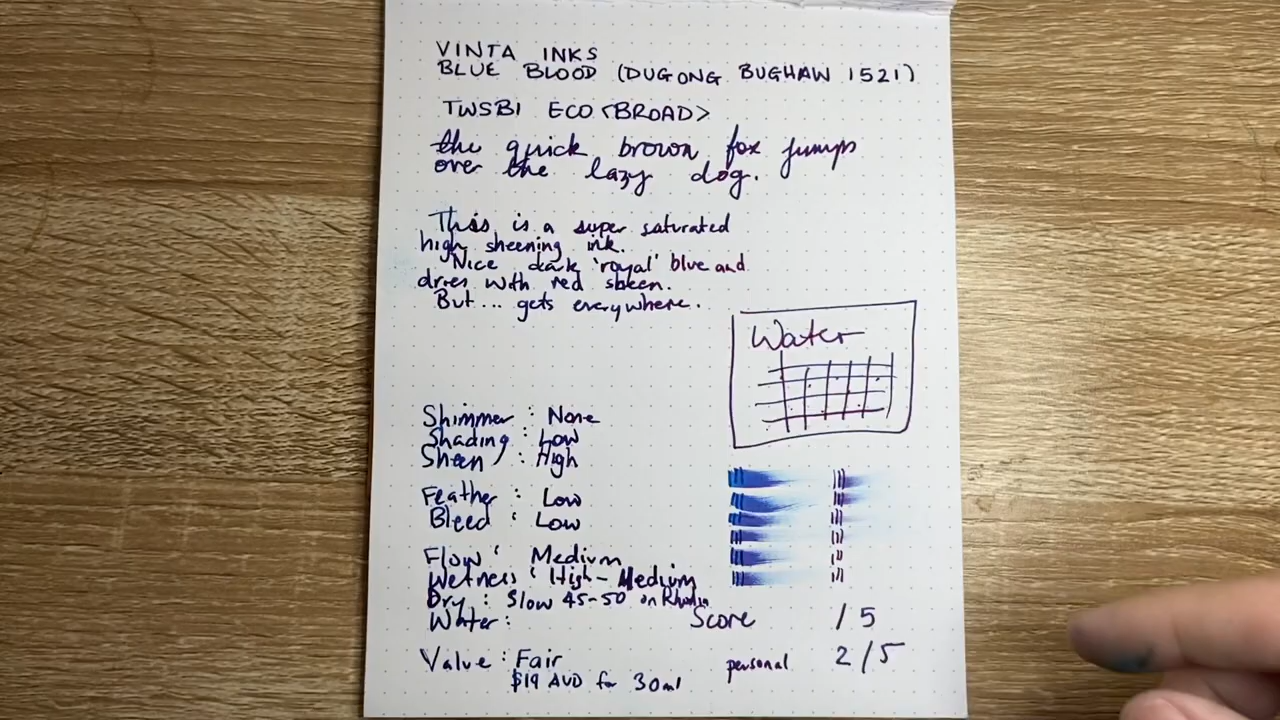 VINTA INKS
BLUE BLOOD (DUGONG BUGHAW 1521)
TWSBI ECO <BROAD>
the quick brown fox jumps
over the lazy dog.
This is a super saturated
high sheening ink.
Nice dark 'royal' blue and
dries with red sheen.
But... gets everywhere.
Water
Shimmer : None
Shading : Low
Sheen : High
Feather : Low
Bleed : Low
Flow : Medium
Wetness : High - Medium
Dry : Slow 45-50 on Rhodia
Water :
Score /5
Value : Fair
$19 AUD for 30ml
personal 2/5